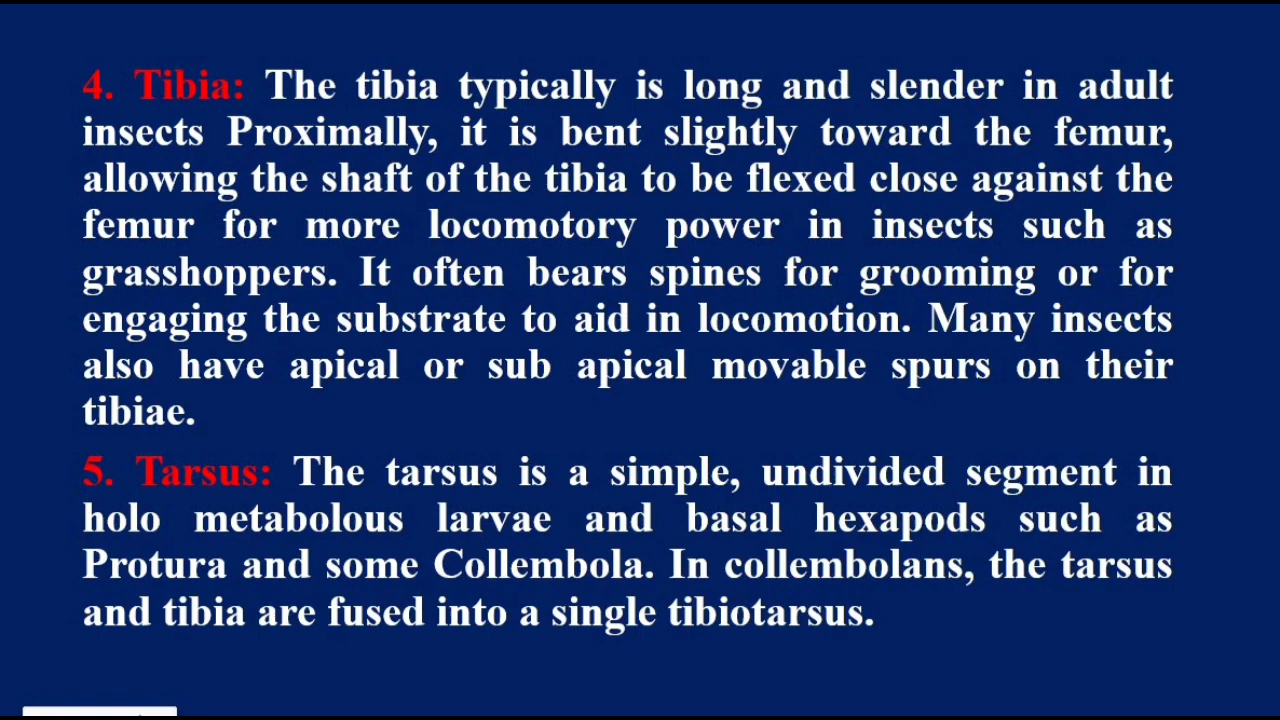 4. Tibia: The tibia typically is long and slender in adult
insects Proximally, it is bent slightly toward the femur,
allowing the shaft of the tibia to be flexed close against the
femur for more locomotory power in insects such as
grasshoppers. It often bears spines for grooming or for
engaging the substrate to aid in locomotion. Many insects
also have apical or sub apical movable spurs on their
tibiae.
5. Tarsus: The tarsus is a simple, undivided segment in
holo metabolous larvae and basal hexapods such as
Protura and some Collembola. In collembolans, the tarsus
and tibia are fused into a single tibiotarsus.